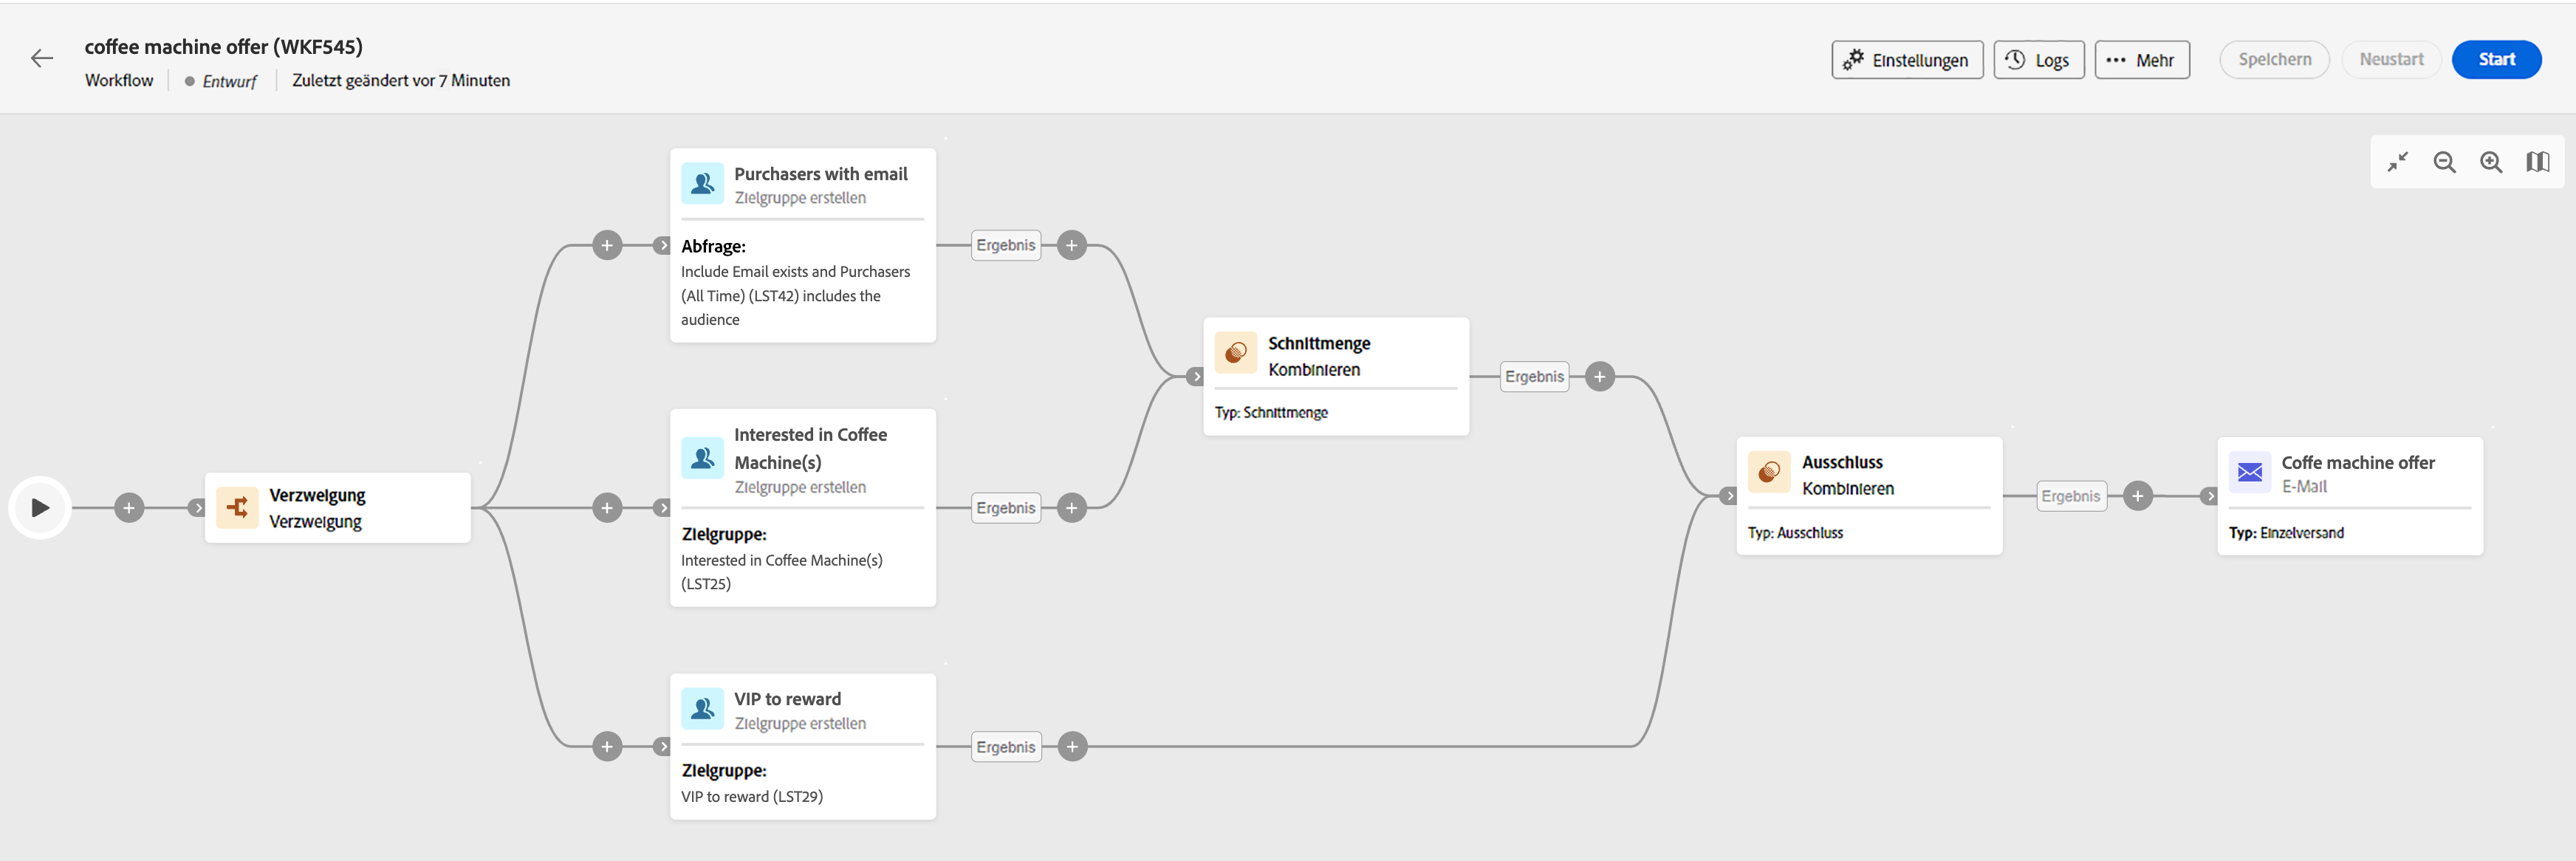 coffee machine offer (WKF545)
Workflow
Entwurf
Zuletzt geändert vor 7 Minuten
Einstellungen
Logs
Mehr
Speichern
Neustart
Start
Purchasers with email
Zielgruppe erstellen
Abfrage:
Include Email exists and Purchasers
(All Time) (LST42) includes the
audience
Ergebnis
Verzweigung
Verzweigung
Interested in Coffee
Machine(s)
Zielgruppe erstellen
Zielgruppe:
Interested in Coffee Machine(s)
(LST25)
Ergebnis
VIP to reward
Zielgruppe erstellen
Zielgruppe:
VIP to reward (LST29)
Ergebnis
Schnittmenge
Kombinieren
Typ: Schnittmenge
Ergebnis
Ausschluss
Kombinieren
Typ: Ausschluss
Ergebnis
Coffe machine offer
E-Mail
Typ: Einzelversand